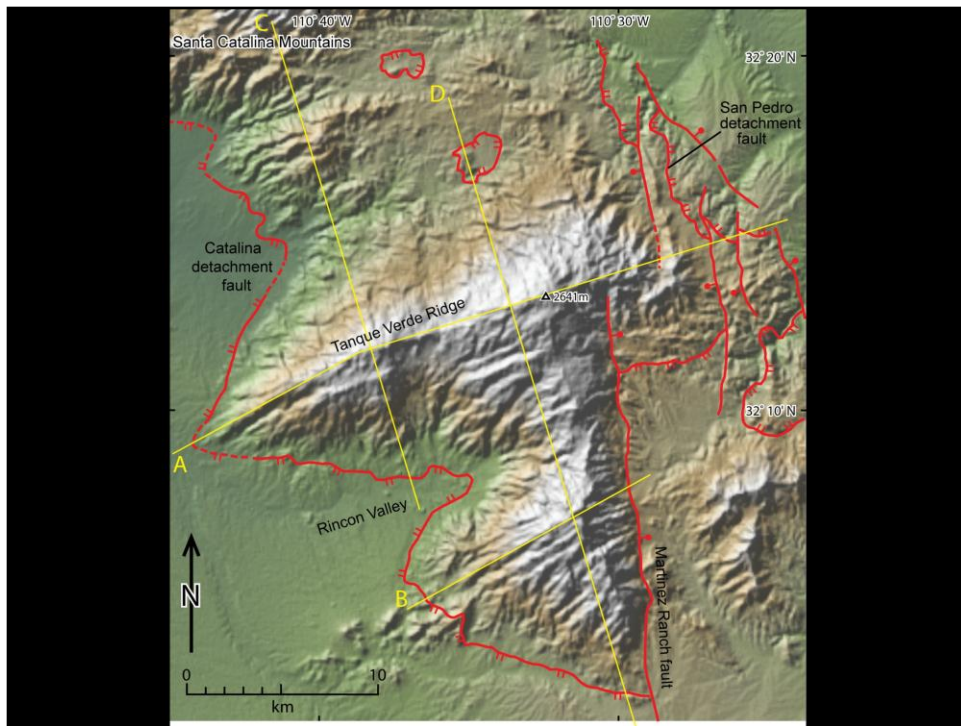 C
110° 40' W
110° 30' W
Santa Catalina Mountains
32° 20' N
D
San Pedro
detachment
fault
Catalina
detachment
fault
2641m
Tanque Verde Ridge
32° 10' N
A
Rincon Valley
Martinez Ranch fault
N
B
0
10
km